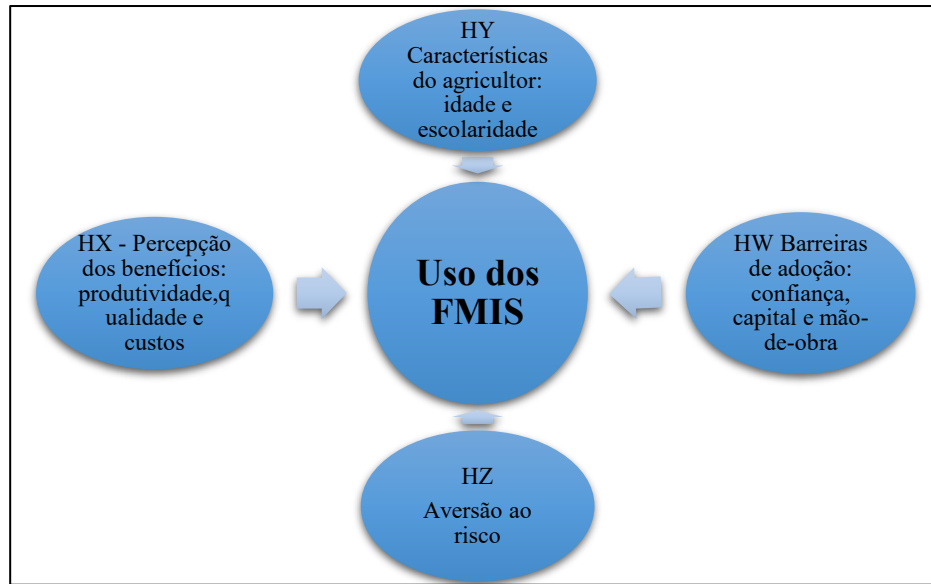 HY
Características
do agricultor:
idade e
escolaridade
HX - Percepção
dos benefícios:
produtividade,q
ualidade e
custos
Uso dos
FMIS
HW Barreiras
de adoção:
confiança,
capital e mão-
de-obra
HZ
Aversão ao
risco